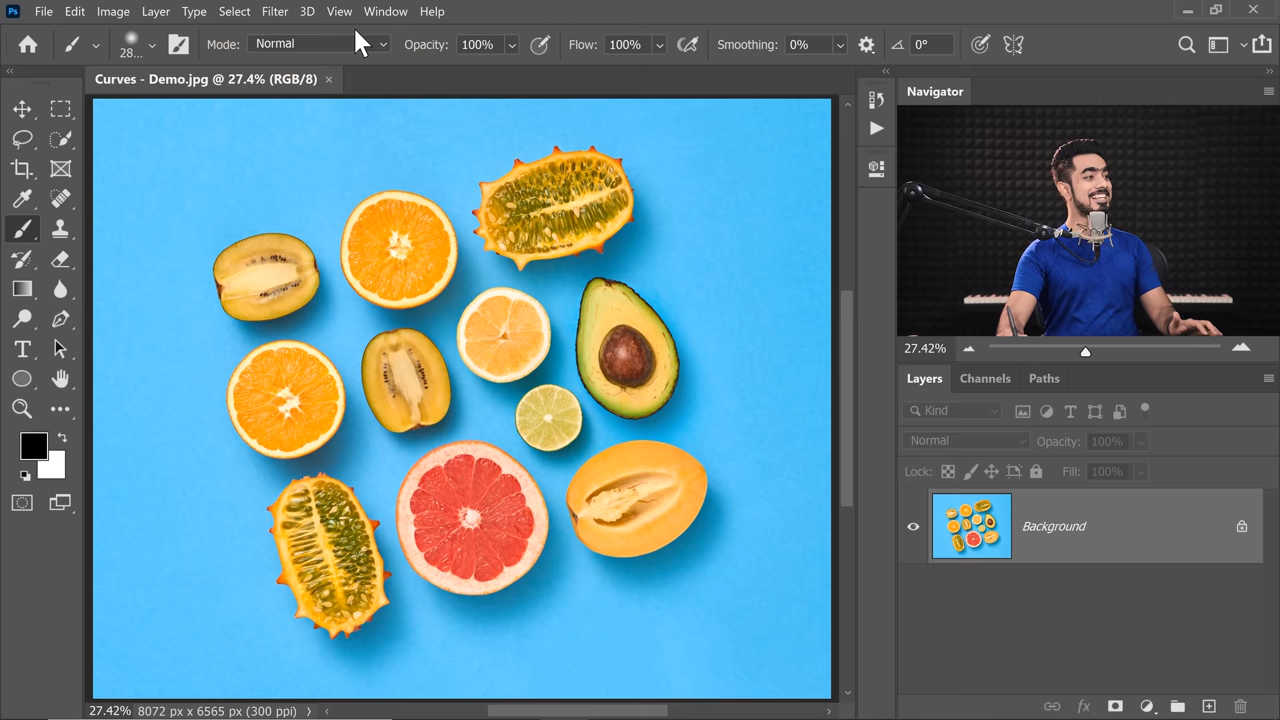 Ps File Edit Image Layer Type Select Filter 3D View Window Help
28... Mode: Normal Opacity: 100% Flow: 100% Smoothing: 0% 0°
Curves - Demo.jpg @ 27.4% (RGB/8) ×
Navigator
27.42%
Layers Channels Paths
Kind
Normal Opacity: 100%
Lock: Fill: 100%
Background
fx
27.42% 8072 px x 6565 px (300 ppi)